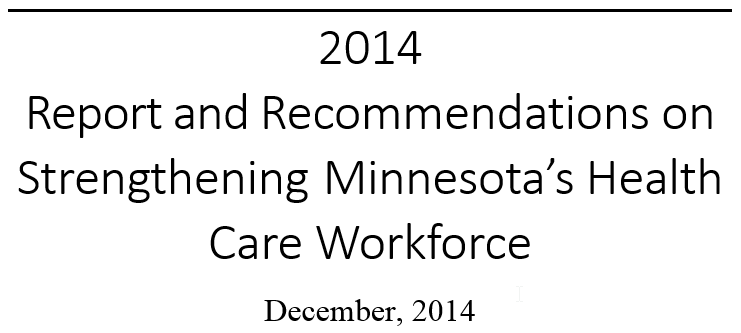 2014
Report and Recommendations on
Strengthening Minnesota’s Health
Care Workforce
December, 2014